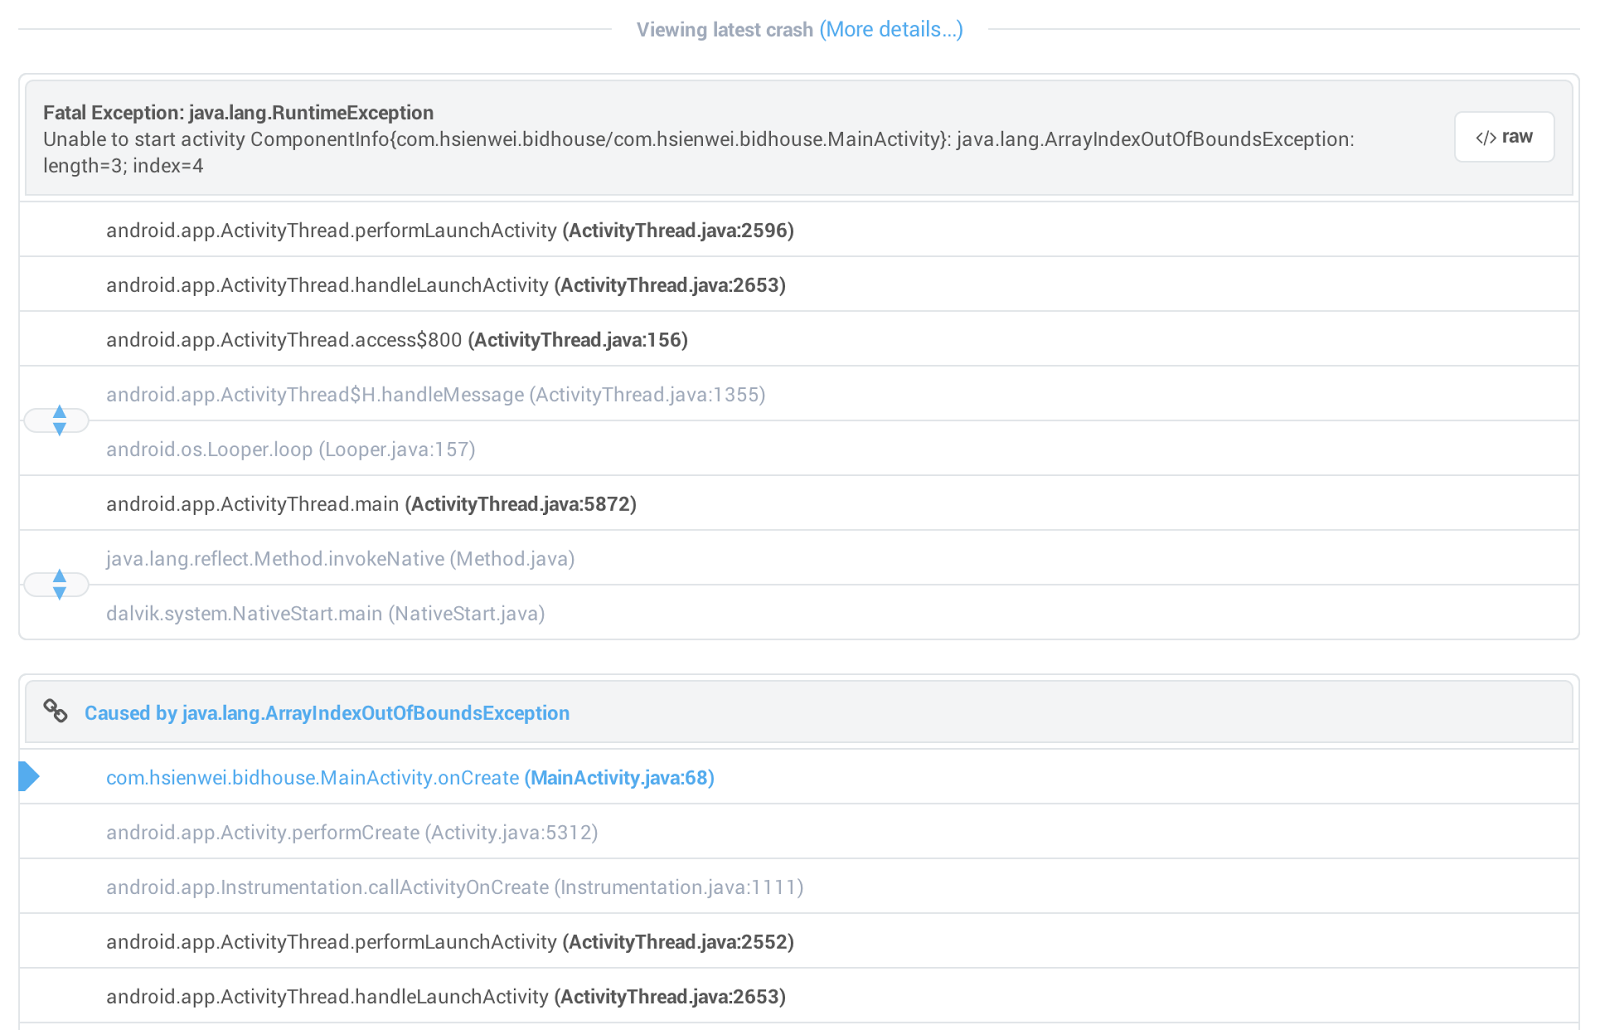 Viewing latest crash (More details...)
Fatal Exception: java.lang.RuntimeException
Unable to start activity ComponentInfo{com.hsienwei.bidhouse/com.hsienwei.bidhouse.MainActivity}: java.lang.ArrayIndexOutOfBoundsException:
length=3; index=4
</> raw
android.app.ActivityThread.performLaunchActivity (ActivityThread.java:2596)
android.app.ActivityThread.handleLaunchActivity (ActivityThread.java:2653)
android.app.ActivityThread.access$800 (ActivityThread.java:156)
android.app.ActivityThread$H.handleMessage (ActivityThread.java:1355)
android.os.Looper.loop (Looper.java:157)
android.app.ActivityThread.main (ActivityThread.java:5872)
java.lang.reflect.Method.invokeNative (Method.java)
dalvik.system.NativeStart.main (NativeStart.java)
Caused by java.lang.ArrayIndexOutOfBoundsException
com.hsienwei.bidhouse.MainActivity.onCreate (MainActivity.java:68)
android.app.Activity.performCreate (Activity.java:5312)
android.app.Instrumentation.callActivityOnCreate (Instrumentation.java:1111)
android.app.ActivityThread.performLaunchActivity (ActivityThread.java:2552)
android.app.ActivityThread.handleLaunchActivity (ActivityThread.java:2653)